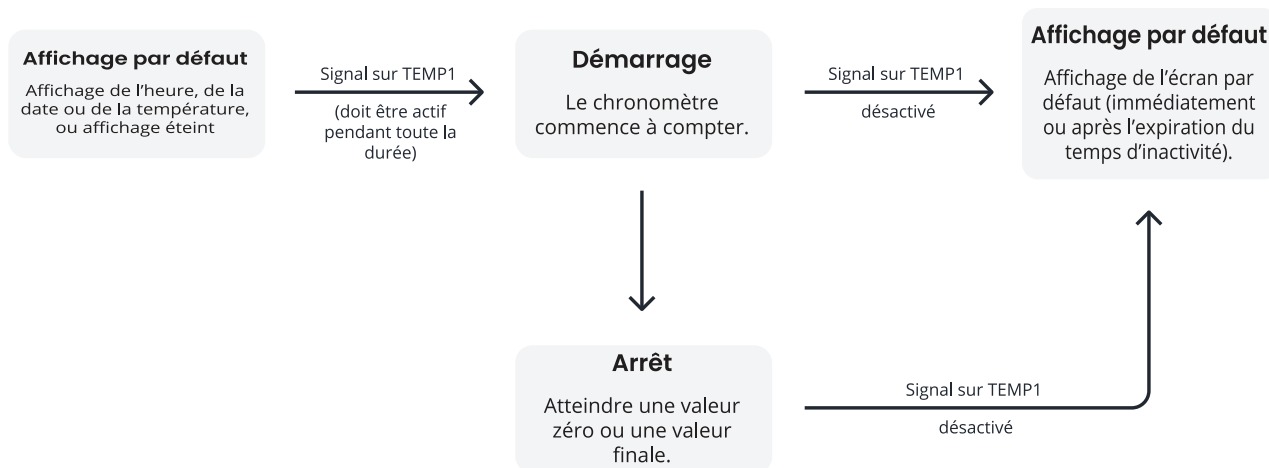 Affichage par défaut
Affichage de l'heure, de la
date ou de la température,
ou affichage éteint
Signal sur TEMP1
(doit être actif
pendant toute la
durée)
Démarrage
Le chronomètre
commence à compter.
Signal sur TEMP1
désactivé
Affichage par défaut
Affichage de l'écran par
défaut (immédiatement
ou après l'expiration du
temps d'inactivité).
Arrêt
Atteindre une valeur
zéro ou une valeur
finale.
Signal sur TEMP1
désactivé